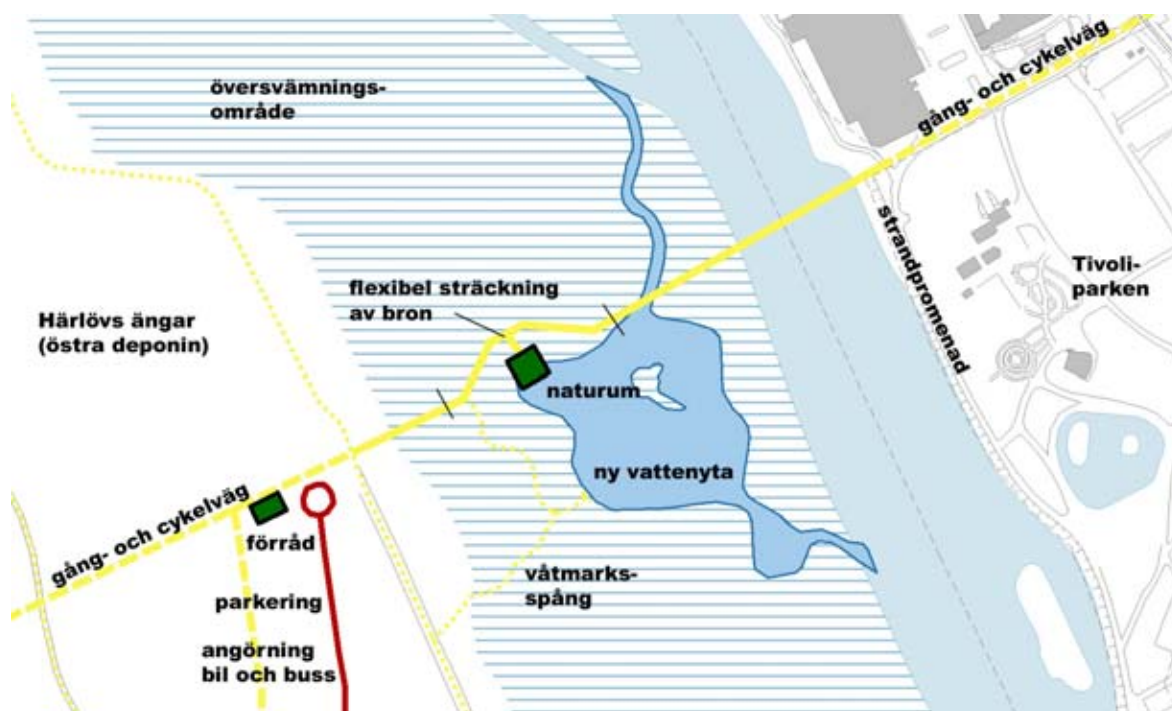 översvämnings-
område
gång- och cykelväg
strandpromenad
Tivoli-
parken
flexibel sträckning
av bron
Härlövs ängar
(östra deponin)
naturum
ny vattenyta
gång- och cykelväg
förråd
våtmarks-
spång
parkering
angörning
bil och buss